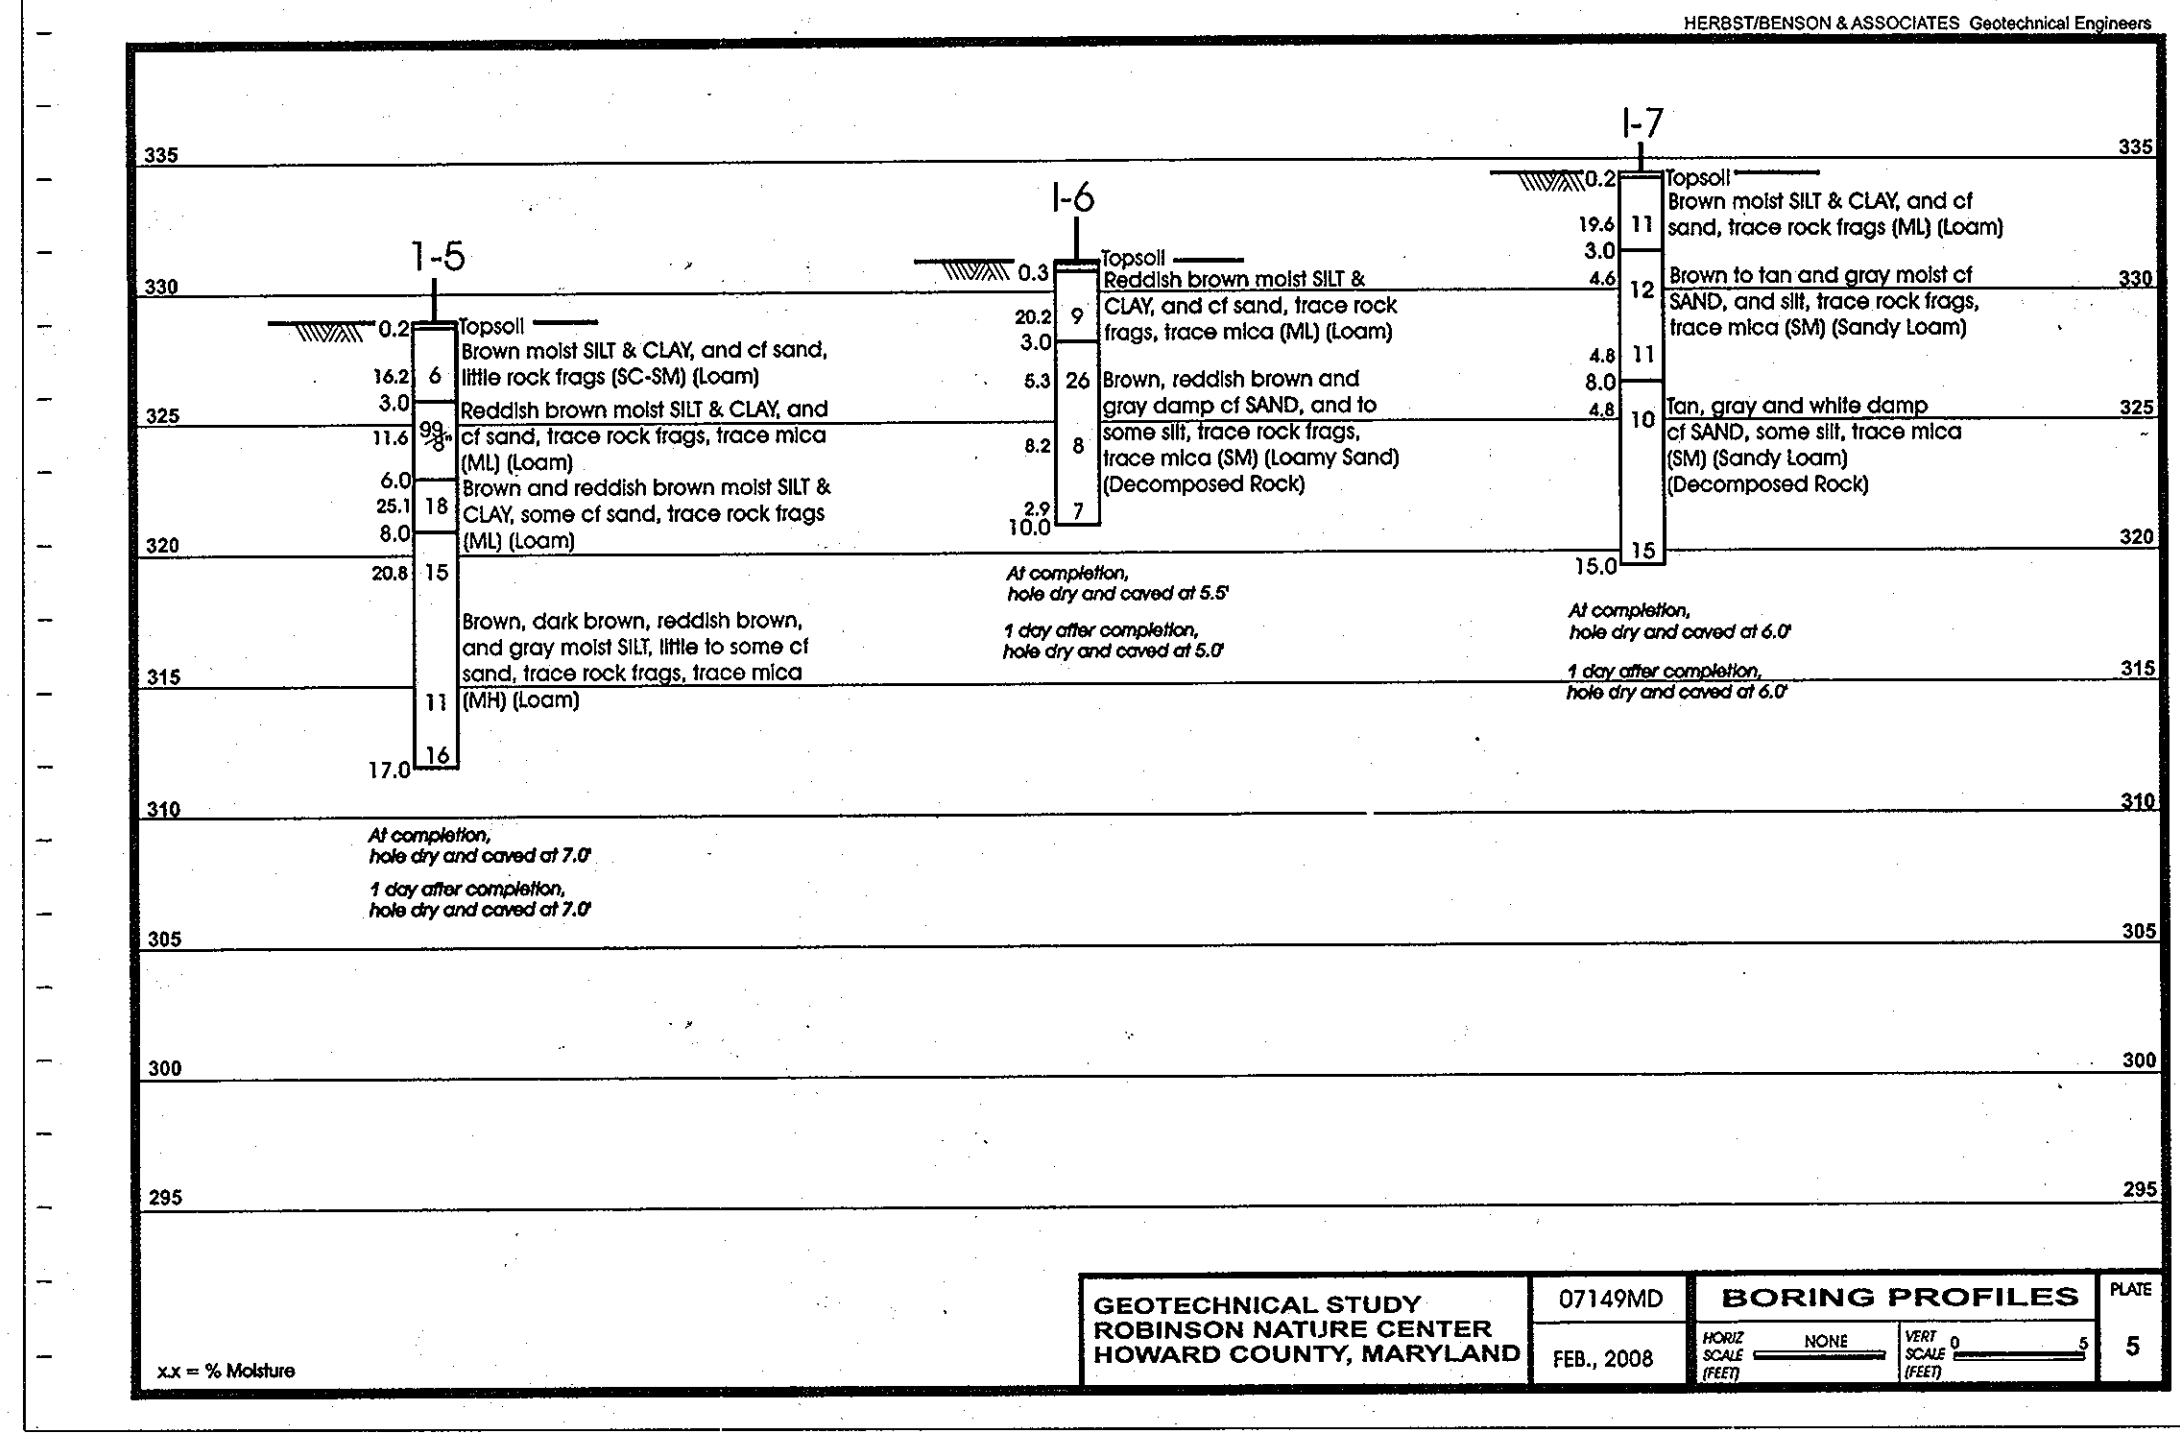 HERBST/BENSON & ASSOCIATES Geotechnical Engineers
335
335
330
330
325
325
320
320
315
315
310
310
305
305
300
300
295
295
I-5
0.2
Topsoil
Brown moist SILT & CLAY, and cf sand,
little rock frags (SC-SM) (Loam)
16.2
6
3.0
Reddish brown moist SILT & CLAY, and
cf sand, trace rock frags, trace mica
(ML) (Loam)
11.6
99/8"
6.0
Brown and reddish brown moist SILT &
CLAY, some cf sand, trace rock frags
(ML) (Loam)
25.1
18
8.0
20.8
15
Brown, dark brown, reddish brown,
and gray moist SILT, little to some cf
sand, trace rock frags, trace mica
(MH) (Loam)
11
16
17.0
At completion,
hole dry and caved at 7.0'
1 day after completion,
hole dry and caved at 7.0'
I-6
0.3
Topsoil
Reddish brown moist SILT &
CLAY, and cf sand, trace rock
frags, trace mica (ML) (Loam)
20.2
9
3.0
5.3
26
Brown, reddish brown and
gray damp cf SAND, and to
some silt, trace rock frags,
trace mica (SM) (Loamy Sand)
(Decomposed Rock)
8.2
8
2.9
7
10.0
At completion,
hole dry and caved at 5.5'
1 day after completion,
hole dry and caved at 5.0'
I-7
0.2
Topsoil
Brown moist SILT & CLAY, and cf
sand, trace rock frags (ML) (Loam)
19.6
11
3.0
4.6
12
Brown to tan and gray moist cf
SAND, and silt, trace rock frags,
trace mica (SM) (Sandy Loam)
4.8
11
8.0
4.8
10
Tan, gray and white damp
cf SAND, some silt, trace mica
(SM) (Sandy Loam)
(Decomposed Rock)
15
15.0
At completion,
hole dry and caved at 6.0'
1 day after completion,
hole dry and caved at 6.0'
x.x = % Moisture
GEOTECHNICAL STUDY
ROBINSON NATURE CENTER
HOWARD COUNTY, MARYLAND
07149MD
FEB., 2008
BORING PROFILES
HORIZ
SCALE
(FEET)
NONE
VERT
SCALE
(FEET)
0
5
PLATE
5